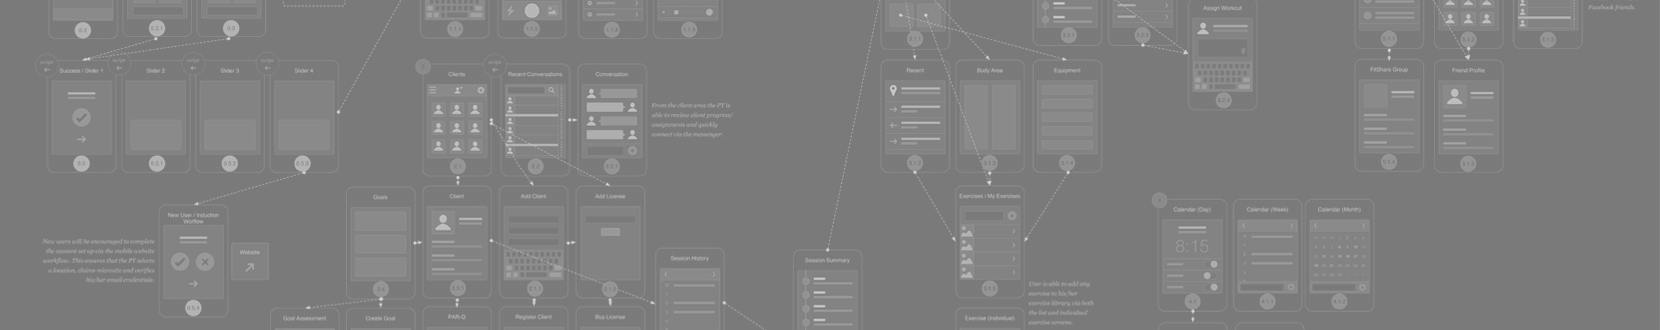 Facebook friends.
Assign Workout
Success / Slider 1
Slider 2
Slider 3
Slider 4
Clients
Recent Conversations
Conversation
Recent
Body Area
Equipment
FitShare Group
Friend Profile
From the client area the PT is
able to review client progress/
assignments and quickly
connect via the messenger.
New User / Induction
Worflow
Goals
Client
Add Client
Add License
Exercises / My Exercises
Calendar (Day)
Calendar (Week)
Calendar (Month)
8:15
New users will be encouraged to complete
the account set up via the mobile website
workflow. This ensures that the PT selects
a location, claims microsite and verifies
his/her email credentials.
Website
Session History
Session Summary
User is able to add any
exercise to his/her
exercise library, via both
the list and individual
exercise screens.
Goal Assessment
Create Goal
PAR-Q
Register Client
Buy License
Exercise (Individual)